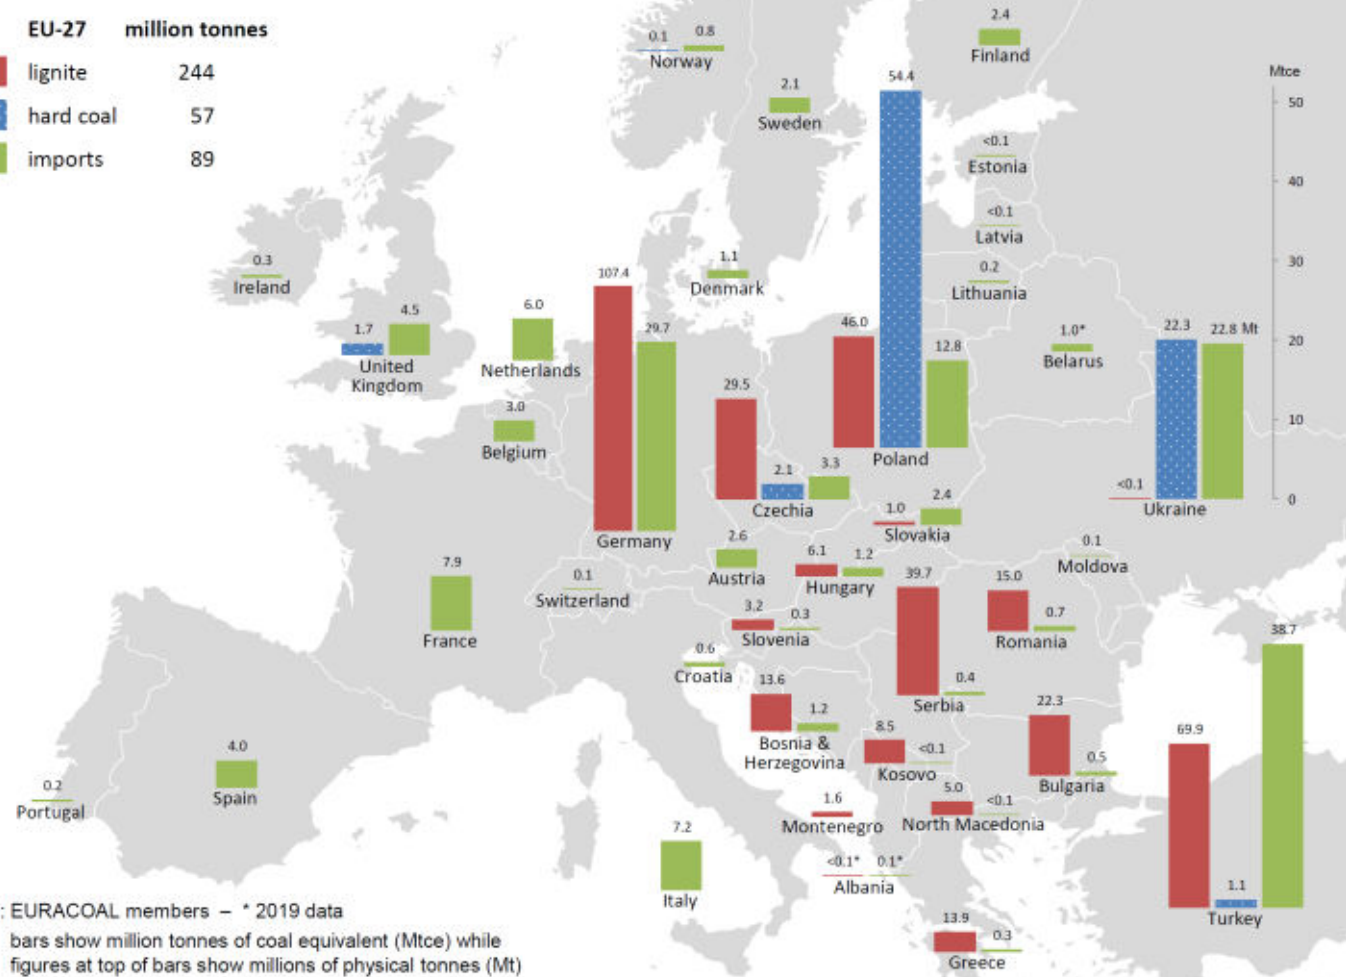 EU-27 million tonnes
lignite 244
hard coal 57
imports 89
0.1 0.8
Norway
2.4
Finland
2.1
Sweden
54.4
Mtce
50
40
30
20
10
0
<0.1
Estonia
<0.1
Latvia
0.2
Lithuania
0.3
Ireland
1.7 4.5
United
Kingdom
6.0
Netherlands
3.0
Belgium
107.4 29.7
Germany
1.1
Denmark
46.0 12.8
Poland
1.0*
Belarus
<0.1 22.3 22.8 Mt
Ukraine
29.5 2.1 3.3
Czechia
1.0 2.4
Slovakia
2.6
Austria
6.1 1.2
Hungary
0.1
Moldova
7.9
France
0.1
Switzerland
3.2 0.3
Slovenia
39.7 0.4
Serbia
15.0 0.7
Romania
0.6
Croatia
13.6 1.2
Bosnia &
Herzegovina
8.5 <0.1
Kosovo
22.3 0.5
Bulgaria
69.9 1.1 38.7
Turkey
4.0
Spain
0.2
Portugal
1.6
Montenegro
5.0 <0.1
North Macedonia
7.2
Italy
<0.1* 0.1*
Albania
13.9 0.3
Greece
: EURACOAL members – * 2019 data
bars show million tonnes of coal equivalent (Mtce) while
figures at top of bars show millions of physical tonnes (Mt)